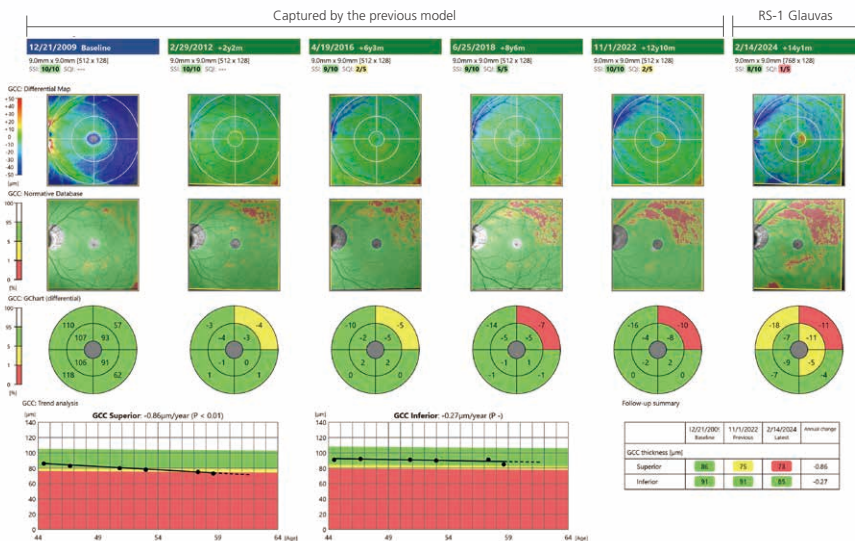 Captured by the previous model
RS-1 Glauvas
12/21/2009 Baseline
2/29/2012 +2y2m
4/19/2016 +6y3m
6/25/2018 +8y6m
11/1/2022 +12y10m
2/14/2024 +14y1m
9.0mm x 9.0mm [512 x 128]
9.0mm x 9.0mm [512 x 128]
9.0mm x 9.0mm [512 x 128]
9.0mm x 9.0mm [512 x 128]
9.0mm x 9.0mm [512 x 128]
9.0mm x 9.0mm [768 x 128]
SSI: 10/10 SQI: ---
SSI: 10/10 SQI: ---
SSI: 9/10 SQI: 2/5
SSI: 9/10 SQI: 5/5
SSI: 10/10 SQI: 2/5
SSI: 8/10 SQI: 1/5
GCC: Differential Map
+50
+40
+30
+20
+10
0
-10
-20
-30
-40
-50
[μm]
GCC: Normative Database
100
95
5
1
0
[%]
GCC: GChart (differential)
100
95
5
1
0
[%]
110 57
107 93
106 91
118 62
-3 -4
-4 -3
-1 0
1 1
-10 -5
-2 -5
2 2
0 0
-14 -7
-5 -5
0 2
-1 -1
-16 -10
-4 -8
2 0
0 0
-18 -11
-7 -11
-9 -5
-7 -4
GCC: Trend analysis
[μm]
GCC Superior: -0.86μm/year (P < 0.01)
140
120
100
80
60
40
20
0
44 49 54 59 64 [Age]
[μm]
GCC Inferior: -0.27μm/year (P -)
140
120
100
80
60
40
20
0
44 49 54 59 64 [Age]
Follow-up summary
12/21/2009 Baseline
11/1/2022 Previous
2/14/2024 Latest
Annual change
GCC thickness [μm]
Superior 86 75 73 -0.86
Inferior 91 91 85 -0.27